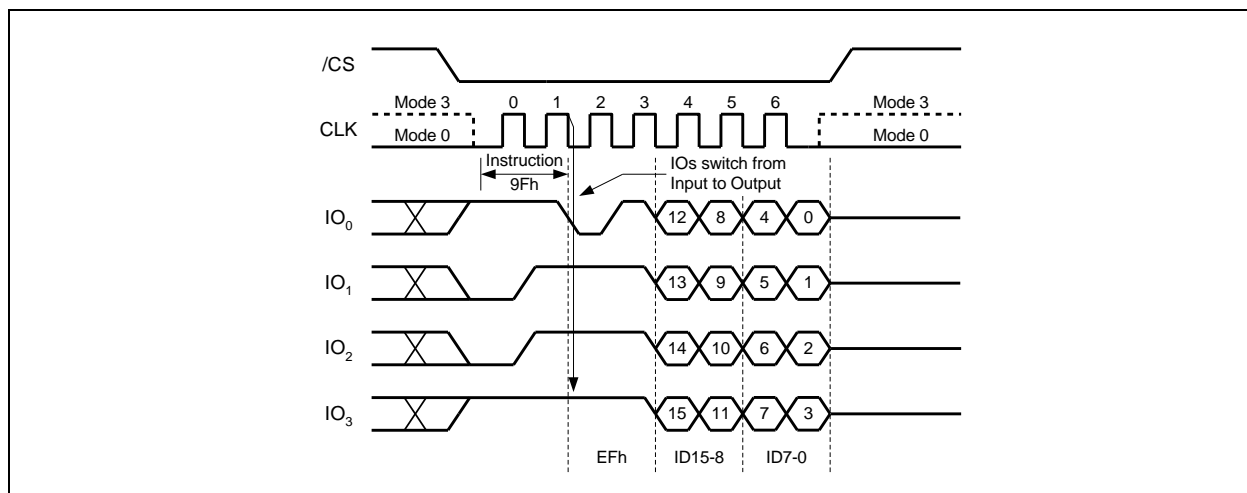 /CS
Mode 3 0 1 2 3 4 5 6 Mode 3
CLK
Mode 0 Mode 0
Instruction IOs switch from
9Fh Input to Output
IO0 12 8 4 0
IO1 13 9 5 1
IO2 14 10 6 2
IO3 15 11 7 3
EFh ID15-8 ID7-0